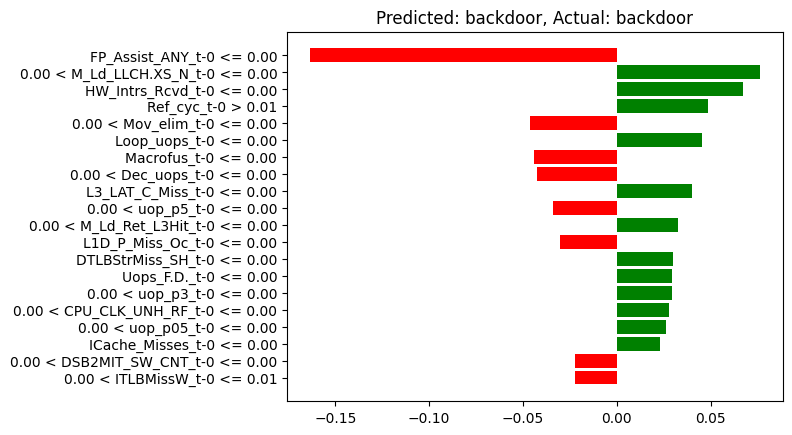 Predicted: backdoor, Actual: backdoor
FP_Assist_ANY_t-0 <= 0.00
0.00 < M_Ld_LLCH.XS_N_t-0 <= 0.00
HW_Intrs_Rcvd_t-0 <= 0.00
Ref_cyc_t-0 > 0.01
0.00 < Mov_elim_t-0 <= 0.00
Loop_uops_t-0 <= 0.00
Macrofus_t-0 <= 0.00
0.00 < Dec_uops_t-0 <= 0.00
L3_LAT_C_Miss_t-0 <= 0.00
0.00 < uop_p5_t-0 <= 0.00
0.00 < M_Ld_Ret_L3Hit_t-0 <= 0.00
L1D_P_Miss_Oc_t-0 <= 0.00
DTLBStrMiss_SH_t-0 <= 0.00
Uops_F.D._t-0 <= 0.00
0.00 < uop_p3_t-0 <= 0.00
0.00 < CPU_CLK_UNH_RF_t-0 <= 0.00
0.00 < uop_p05_t-0 <= 0.00
ICache_Misses_t-0 <= 0.00
0.00 < DSB2MIT_SW_CNT_t-0 <= 0.00
0.00 < ITLBMissW_t-0 <= 0.01
−0.15 −0.10 −0.05 0.00 0.05